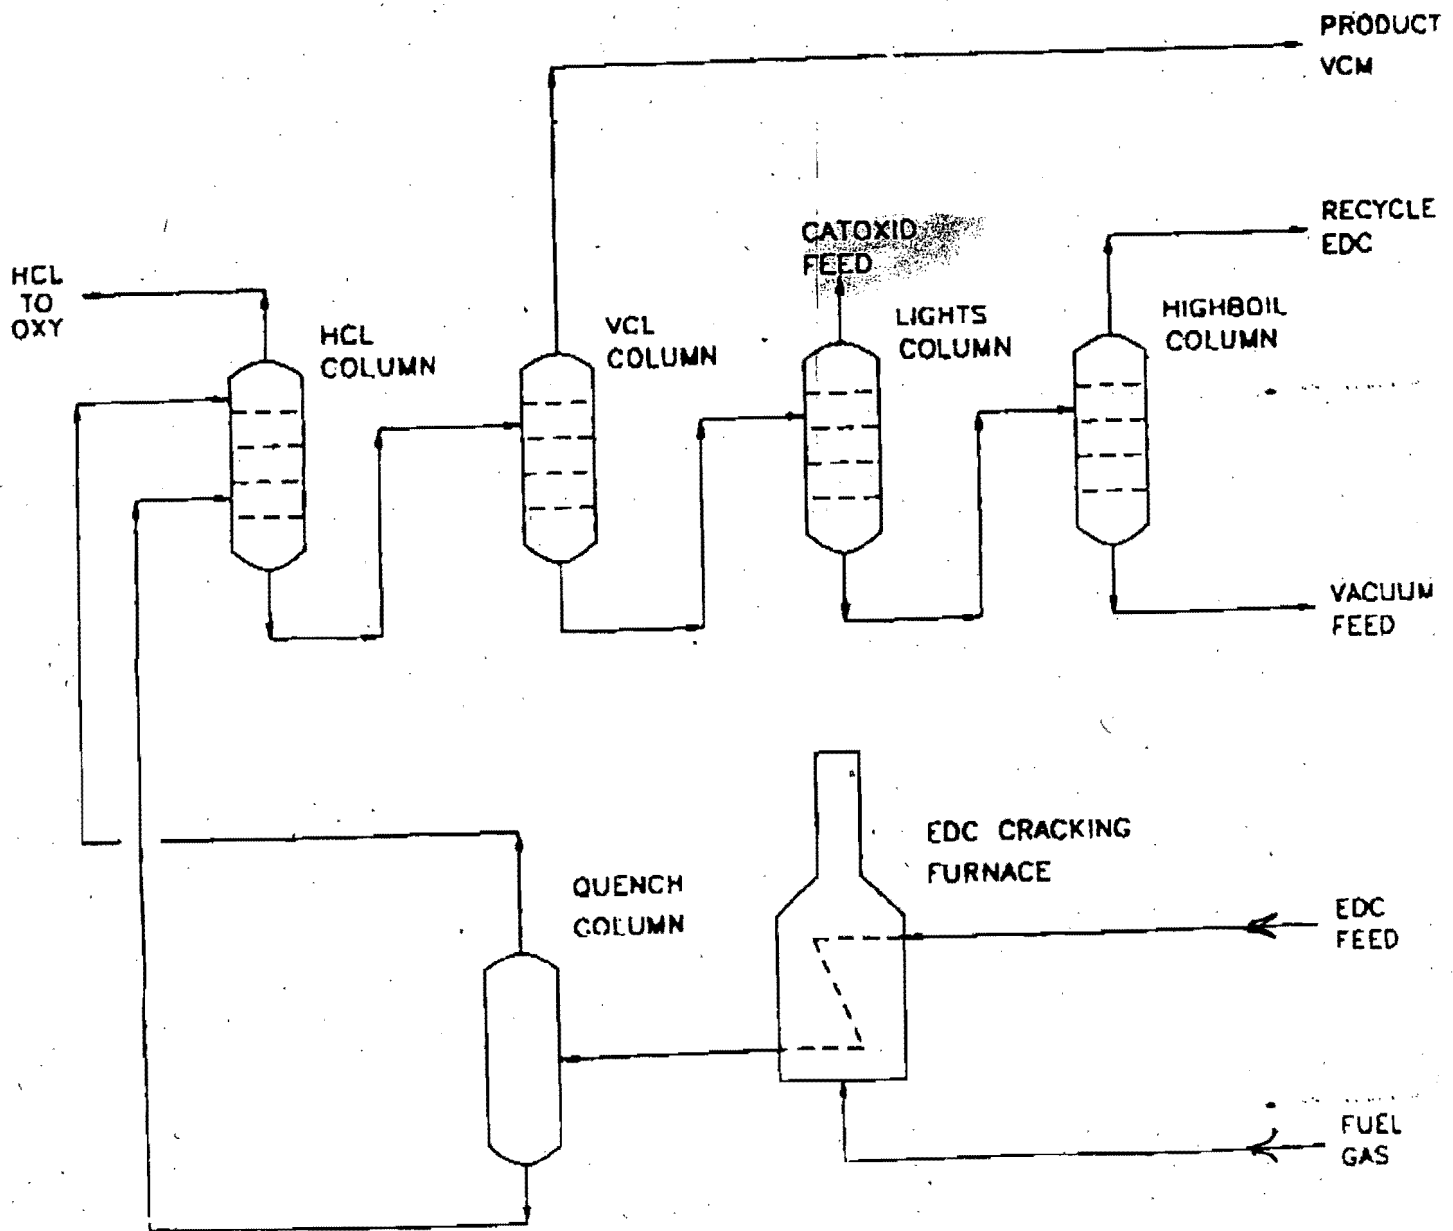 PRODUCT
VCM
RECYCLE
EDC
CATOXID
FEED
HCL
TO
OXY
HCL
COLUMN
VCL
COLUMN
LIGHTS
COLUMN
HIGHBOIL
COLUMN
VACUUM
FEED
EDC CRACKING
FURNACE
QUENCH
COLUMN
EDC
FEED
FUEL
GAS